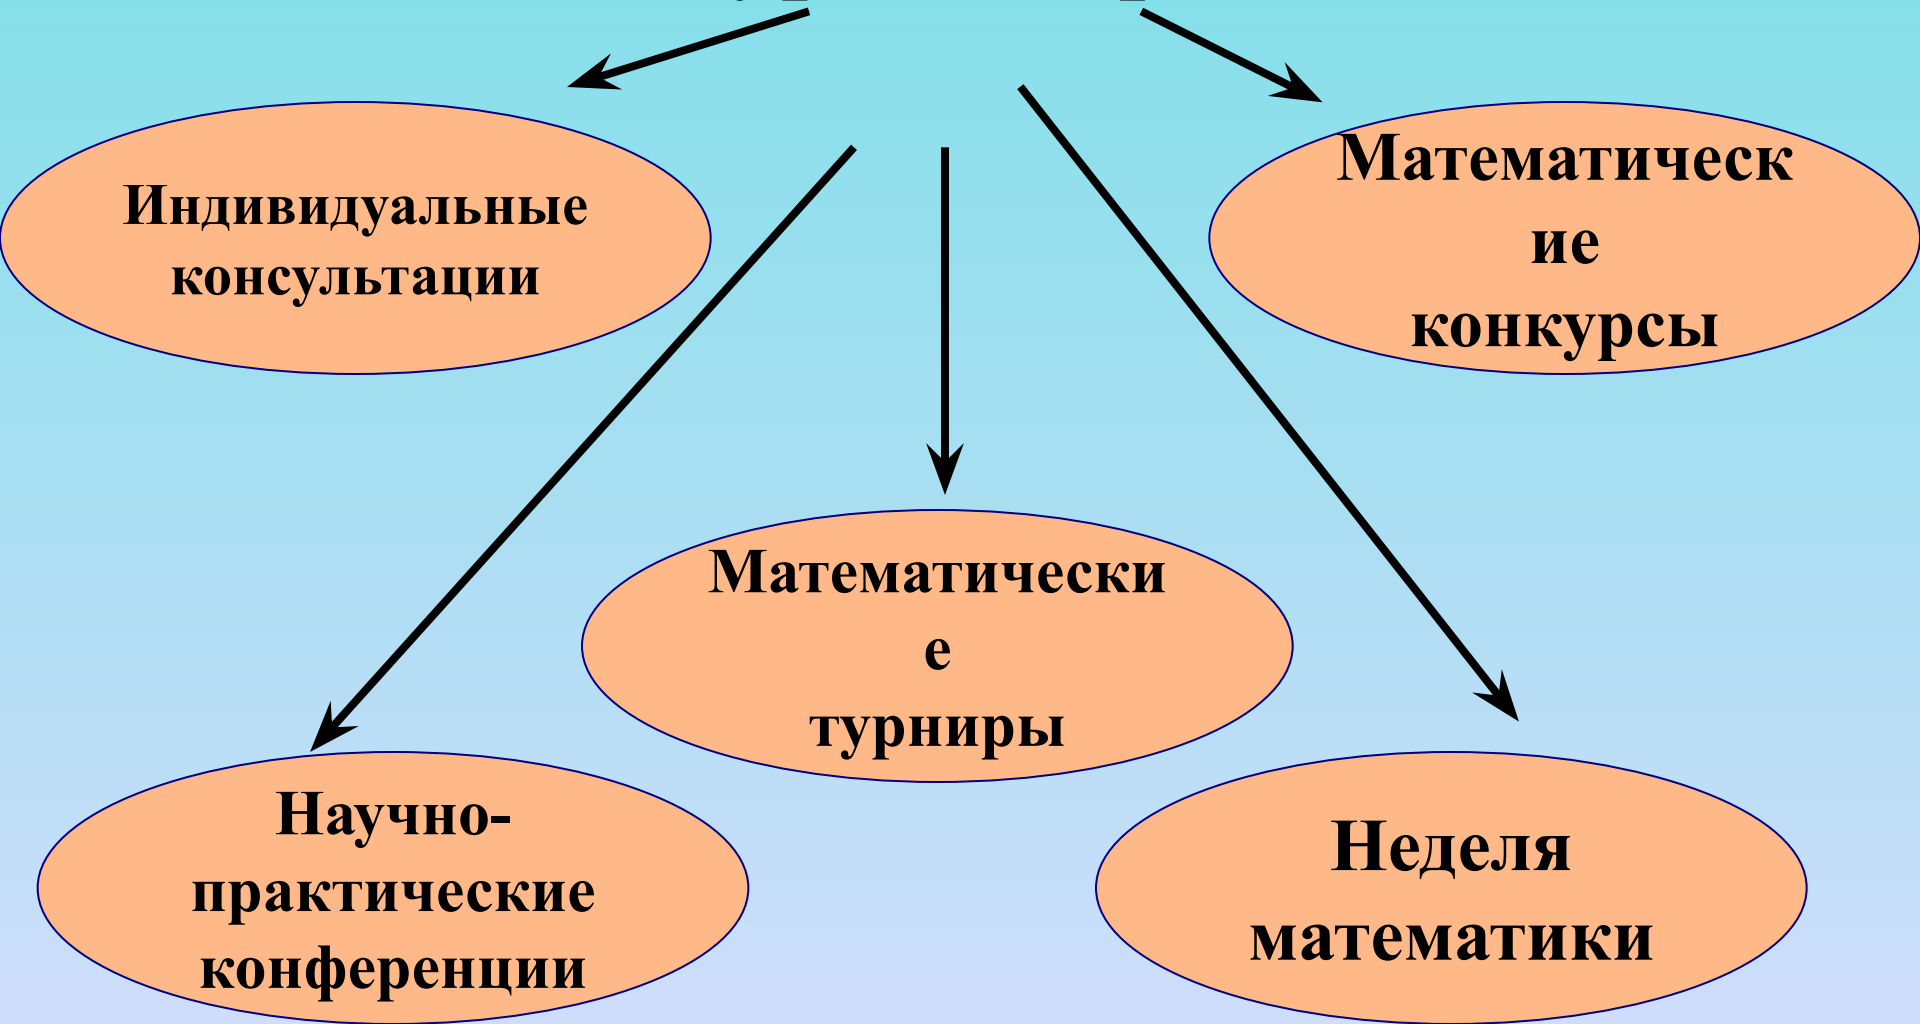 Индивидуальные
консультации
Математическ
ие
конкурсы
Математически
е
турниры
Научно-
практические
конференции
Неделя
математики